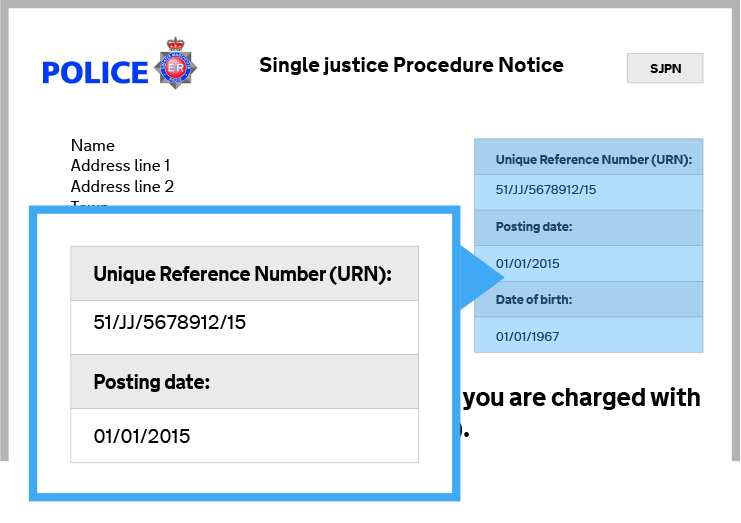 POLICE
Single justice Procedure Notice
SJPN
Name
Address line 1
Address line 2
Town
Unique Reference Number (URN):
51/JJ/5678912/15
Posting date:
01/01/2015
Date of birth:
01/01/1967
Unique Reference Number (URN):
51/JJ/5678912/15
Posting date:
01/01/2015
you are charged with
).